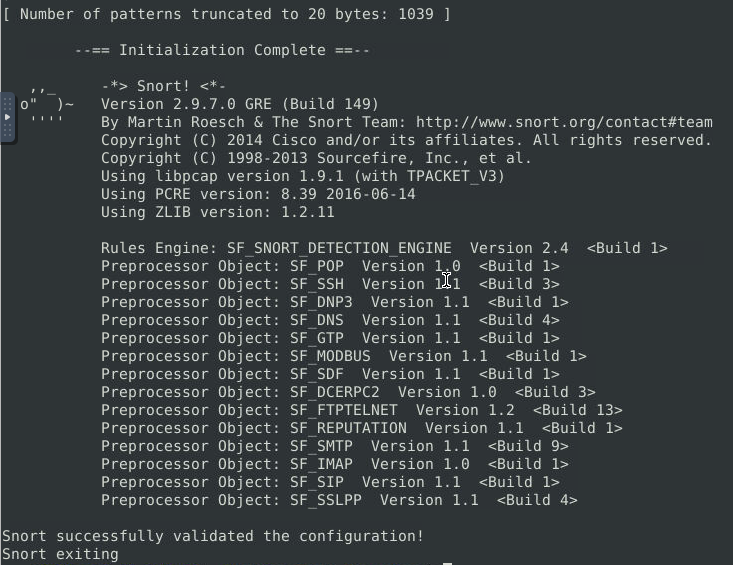 [ Number of patterns truncated to 20 bytes: 1039 ]
--== Initialization Complete ==--
,,_ -*> Snort! <*-
o" )~ Version 2.9.7.0 GRE (Build 149)
'''' By Martin Roesch & The Snort Team: http://www.snort.org/contact#team
Copyright (C) 2014 Cisco and/or its affiliates. All rights reserved.
Copyright (C) 1998-2013 Sourcefire, Inc., et al.
Using libpcap version 1.9.1 (with TPACKET_V3)
Using PCRE version: 8.39 2016-06-14
Using ZLIB version: 1.2.11
Rules Engine: SF_SNORT_DETECTION_ENGINE Version 2.4 <Build 1>
Preprocessor Object: SF_POP Version 1.0 <Build 1>
Preprocessor Object: SF_SSH Version 1.1 <Build 3>
Preprocessor Object: SF_DNP3 Version 1.1 <Build 1>
Preprocessor Object: SF_DNS Version 1.1 <Build 4>
Preprocessor Object: SF_GTP Version 1.1 <Build 1>
Preprocessor Object: SF_MODBUS Version 1.1 <Build 1>
Preprocessor Object: SF_SDF Version 1.1 <Build 1>
Preprocessor Object: SF_DCERPC2 Version 1.0 <Build 3>
Preprocessor Object: SF_FTPTELNET Version 1.2 <Build 13>
Preprocessor Object: SF_REPUTATION Version 1.1 <Build 1>
Preprocessor Object: SF_SMTP Version 1.1 <Build 9>
Preprocessor Object: SF_IMAP Version 1.0 <Build 1>
Preprocessor Object: SF_SIP Version 1.1 <Build 1>
Preprocessor Object: SF_SSLPP Version 1.1 <Build 4>
Snort successfully validated the configuration!
Snort exiting